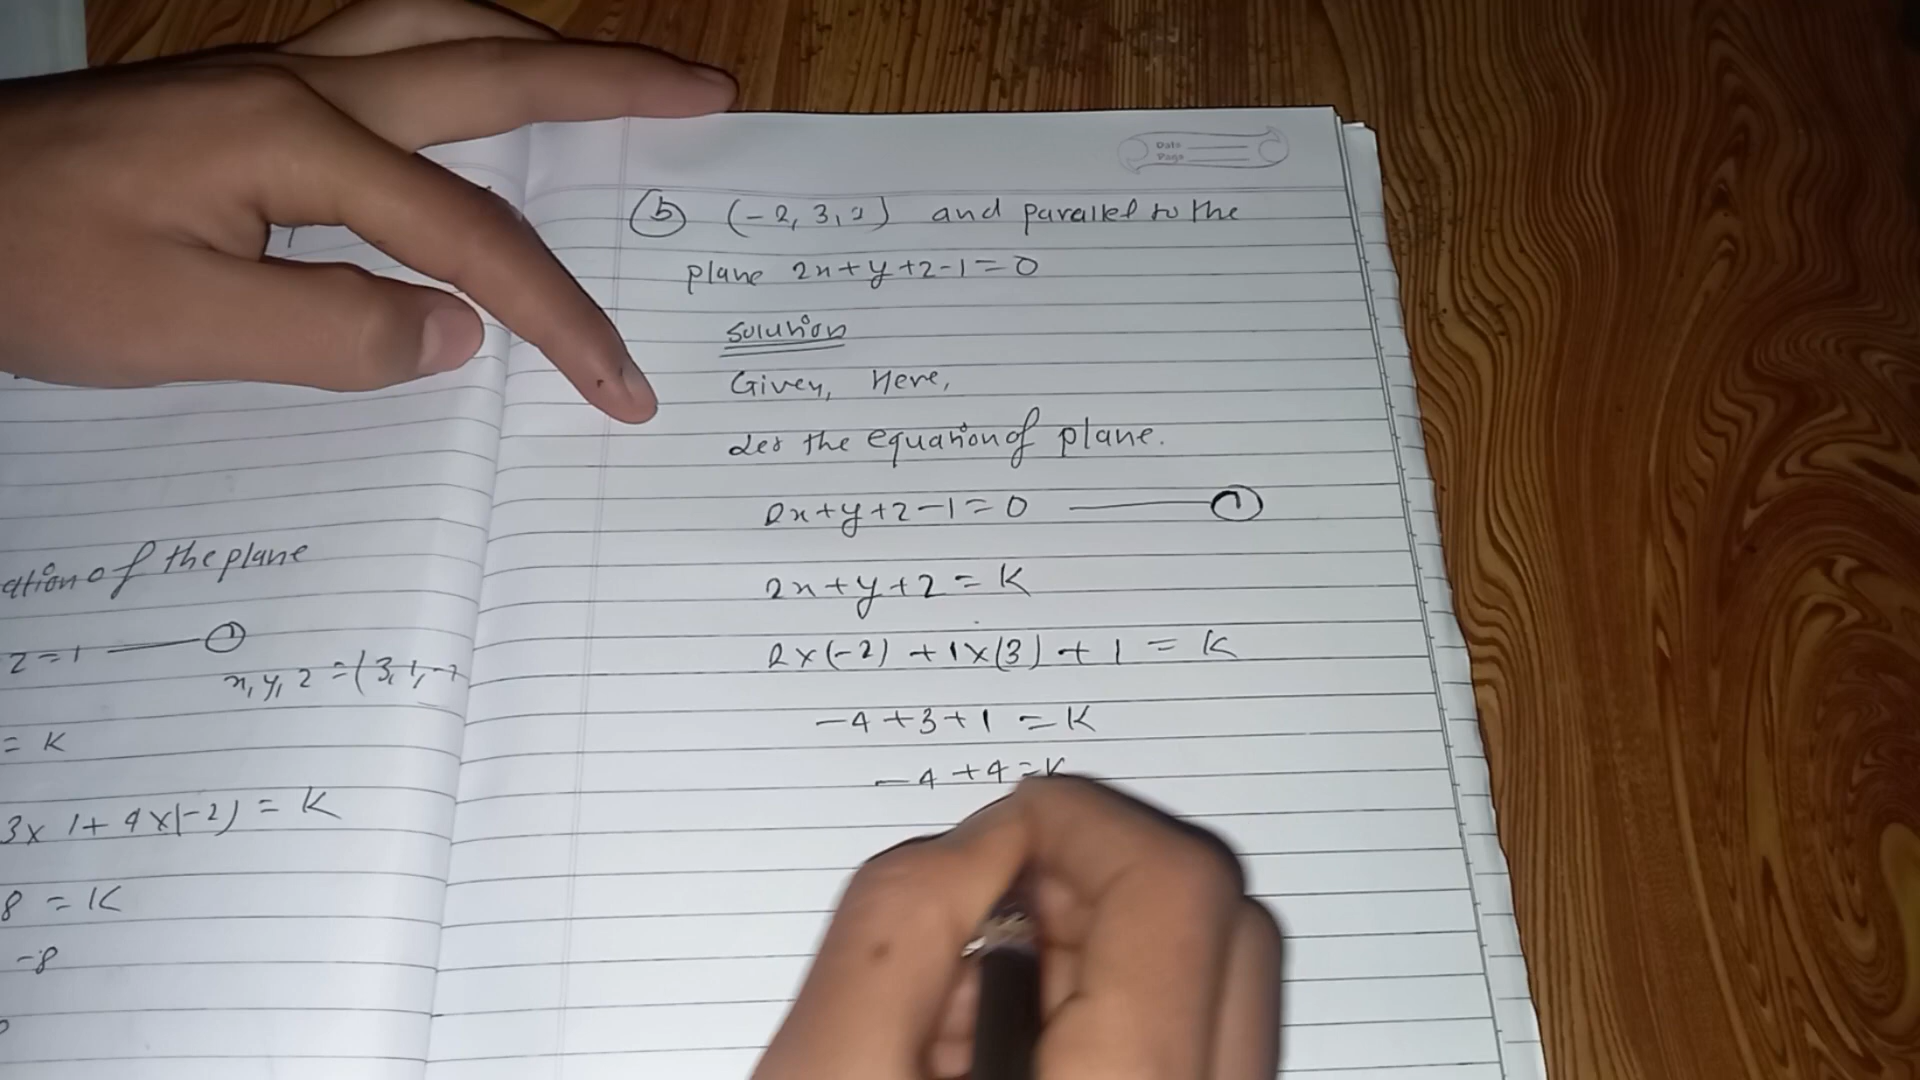 Date
Page
(b) (-2, 3, 2) and parallel to the
plane 2x+y+z-1=0
Solution
Given, Here,
Let the equation of plane.
2x+y+z-1=0 ——— (1)
2x+y+z = K
2×(-2) + 1×(3) + 1 = K
-4+3+1 = K
-4+4=K
ation of the plane
z=1 ——— (1)
x, y, z = (3, 1, -
= K
3×1+4×(-2) = K
8 = K
-8